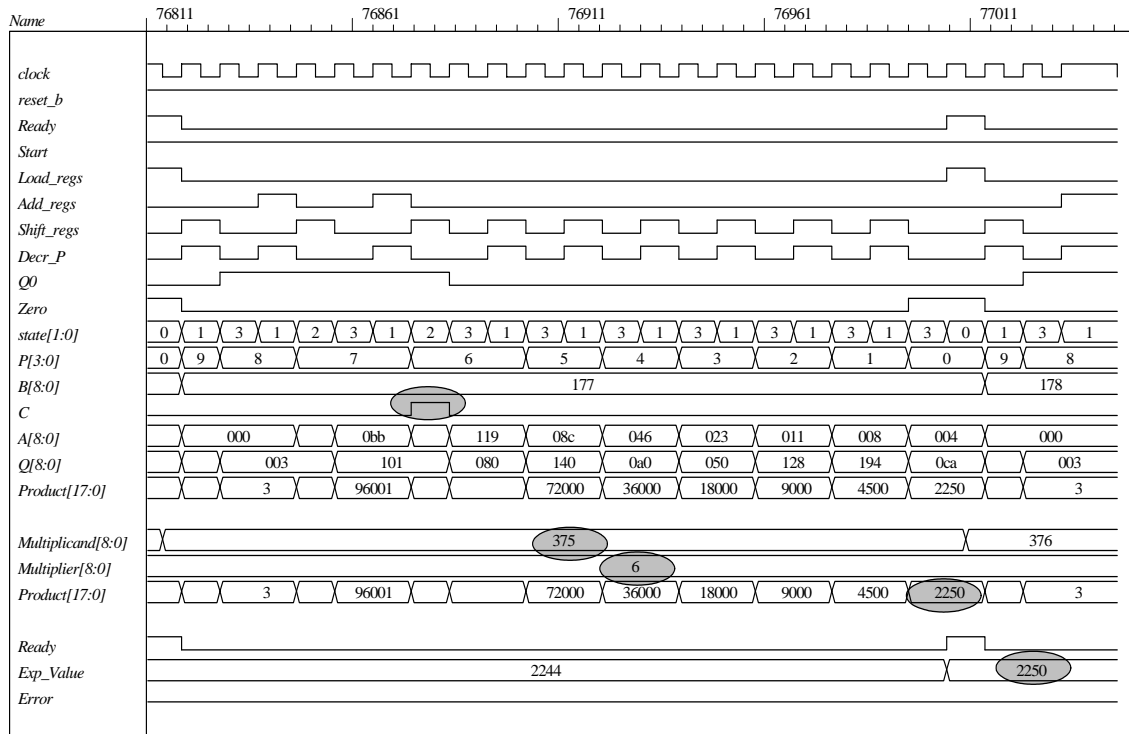 Name 76811 76861 76911 76961 77011
clock
reset_b
Ready
Start
Load_regs
Add_regs
Shift_regs
Decr_P
Q0
Zero
state[1:0] 0 1 3 1 2 3 1 2 3 1 3 1 3 1 3 1 3 1 3 1 3 0 1 3 1
P[3:0] 0 9 8 7 6 5 4 3 2 1 0 9 8
B[8:0] 177 178
C
A[8:0] 000 0bb 119 08c 046 023 011 008 004 000
Q[8:0] 003 101 080 140 0a0 050 128 194 0ca 003
Product[17:0] 3 96001 72000 36000 18000 9000 4500 2250 3
Multiplicand[8:0] 375 376
Multiplier[8:0] 6
Product[17:0] 3 96001 72000 36000 18000 9000 4500 2250 3
Ready
Exp_Value 2244 2250
Error